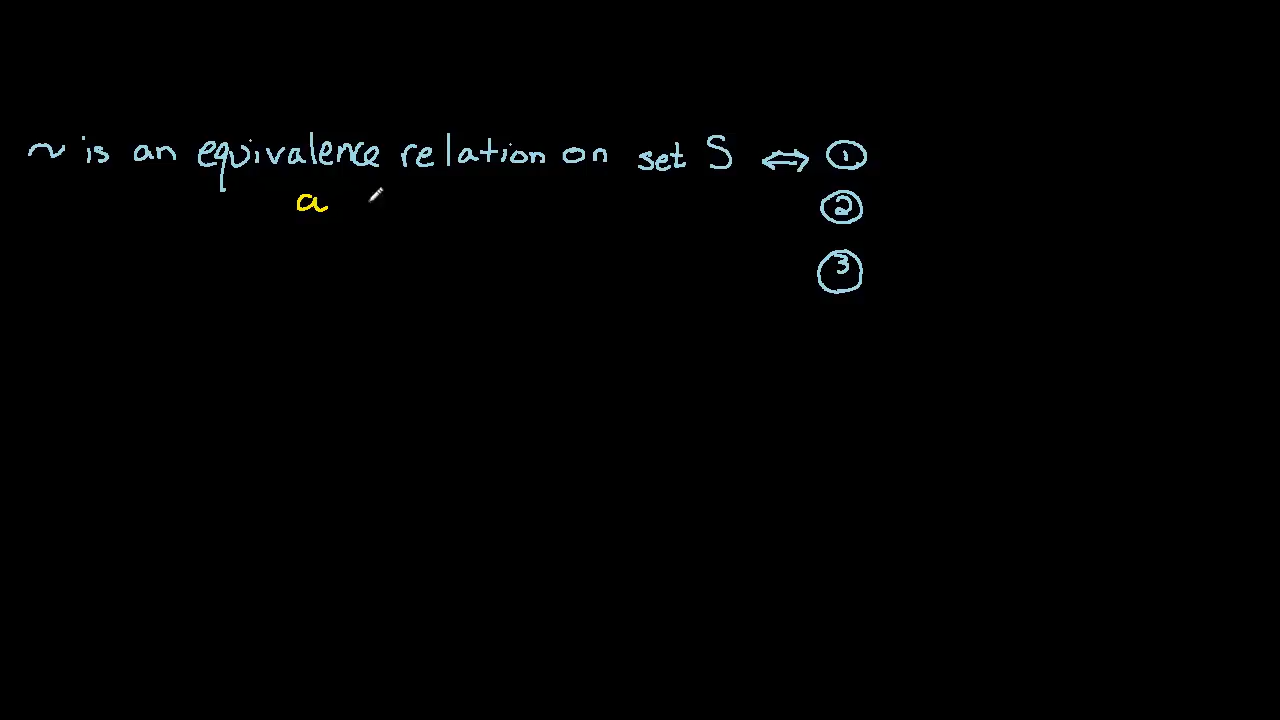 ~ is an equivalence relation on set S ⇔ ①
a ②
③